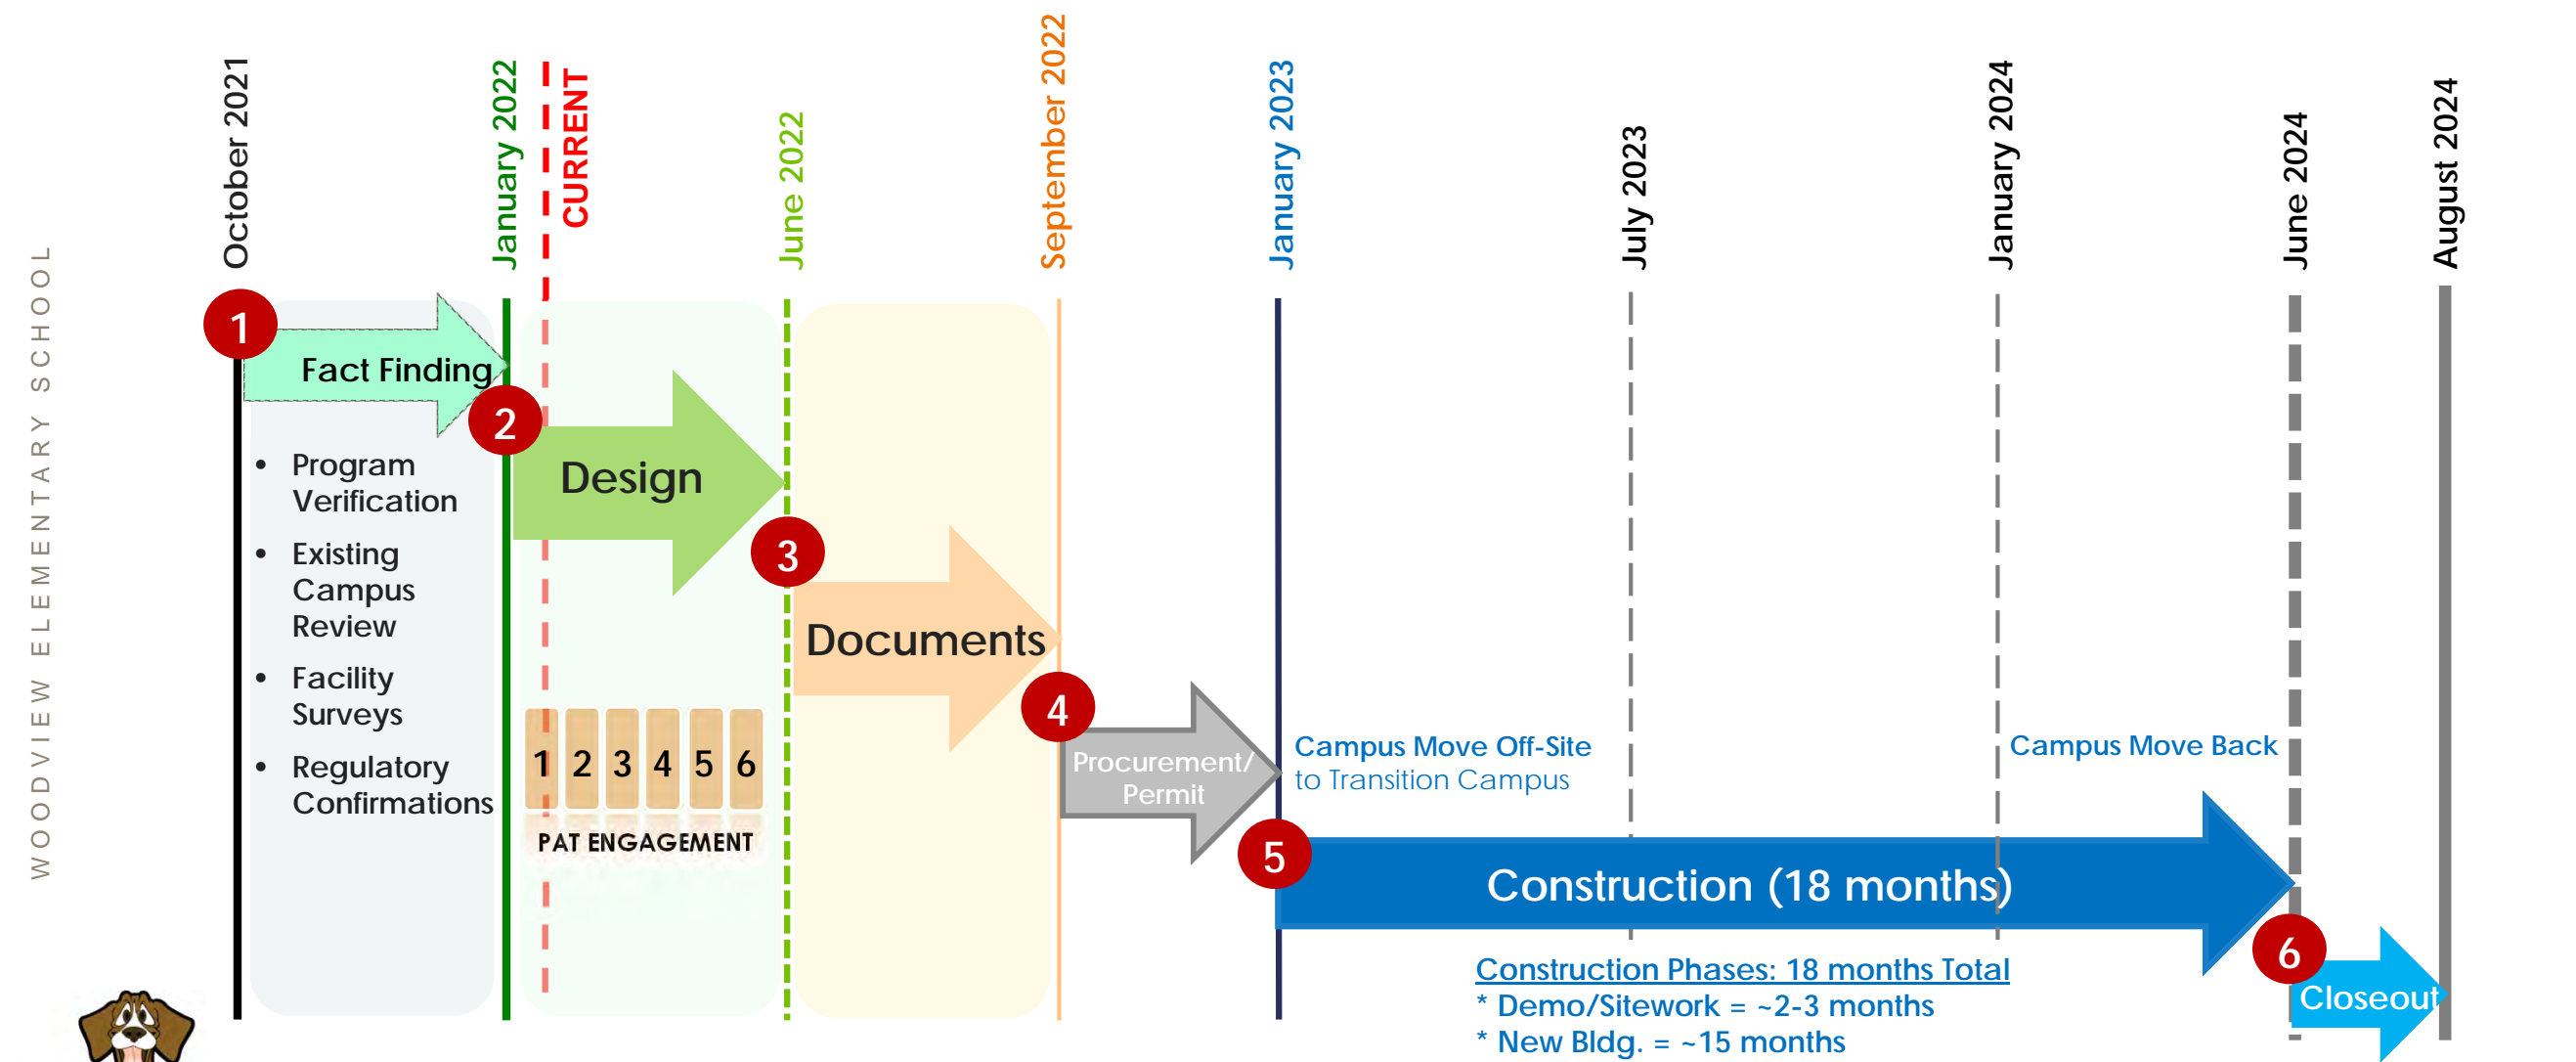 WOODVIEW ELEMENTARY SCHOOL
October 2021
January 2022
CURRENT
June 2022
September 2022
January 2023
July 2023
January 2024
June 2024
August 2024
1
Fact Finding
• Program
Verification
• Existing
Campus
Review
• Facility
Surveys
• Regulatory
Confirmations
2
Design
1 2 3 4 5 6
PAT ENGAGEMENT
3
Documents
4
Procurement/
Permit
Campus Move Off-Site
to Transition Campus
Campus Move Back
5
Construction (18 months)
Construction Phases: 18 months Total
* Demo/Sitework = ~2-3 months
* New Bldg. = ~15 months
6
Closeout